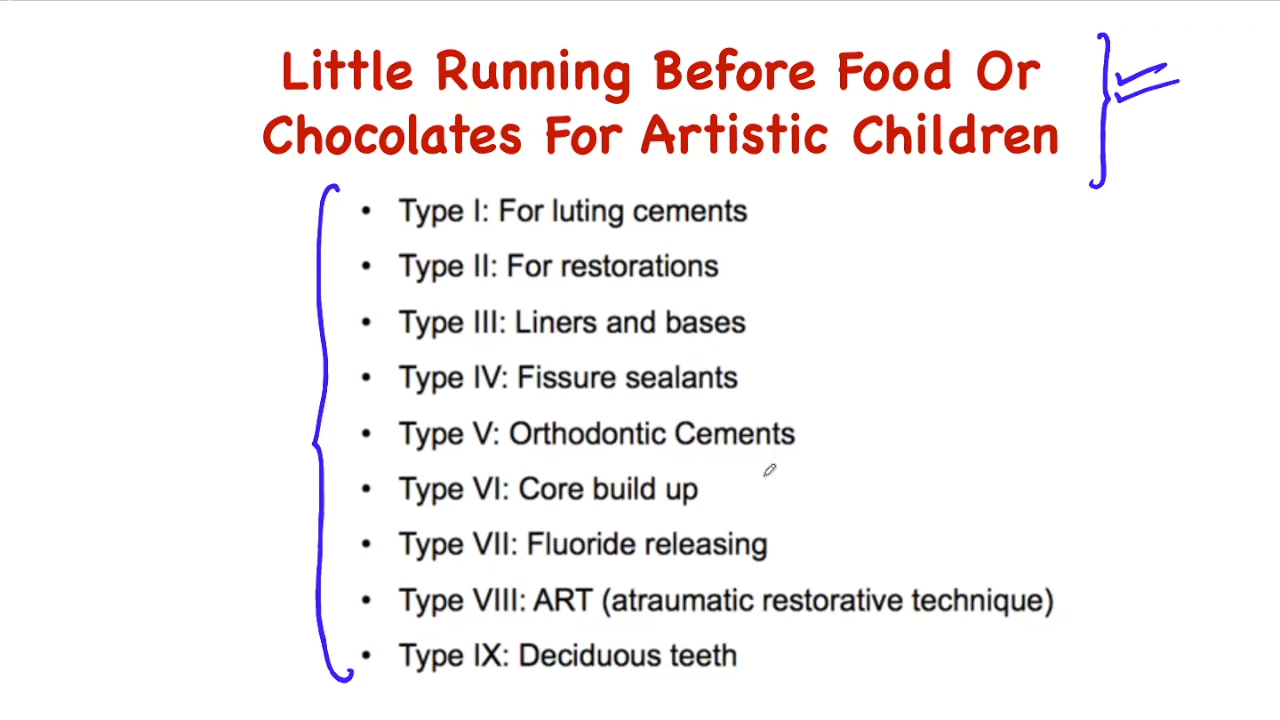 Little Running Before Food Or
Chocolates For Artistic Children
• Type I: For luting cements
• Type II: For restorations
• Type III: Liners and bases
• Type IV: Fissure sealants
• Type V: Orthodontic Cements
• Type VI: Core build up
• Type VII: Fluoride releasing
• Type VIII: ART (atraumatic restorative technique)
• Type IX: Deciduous teeth